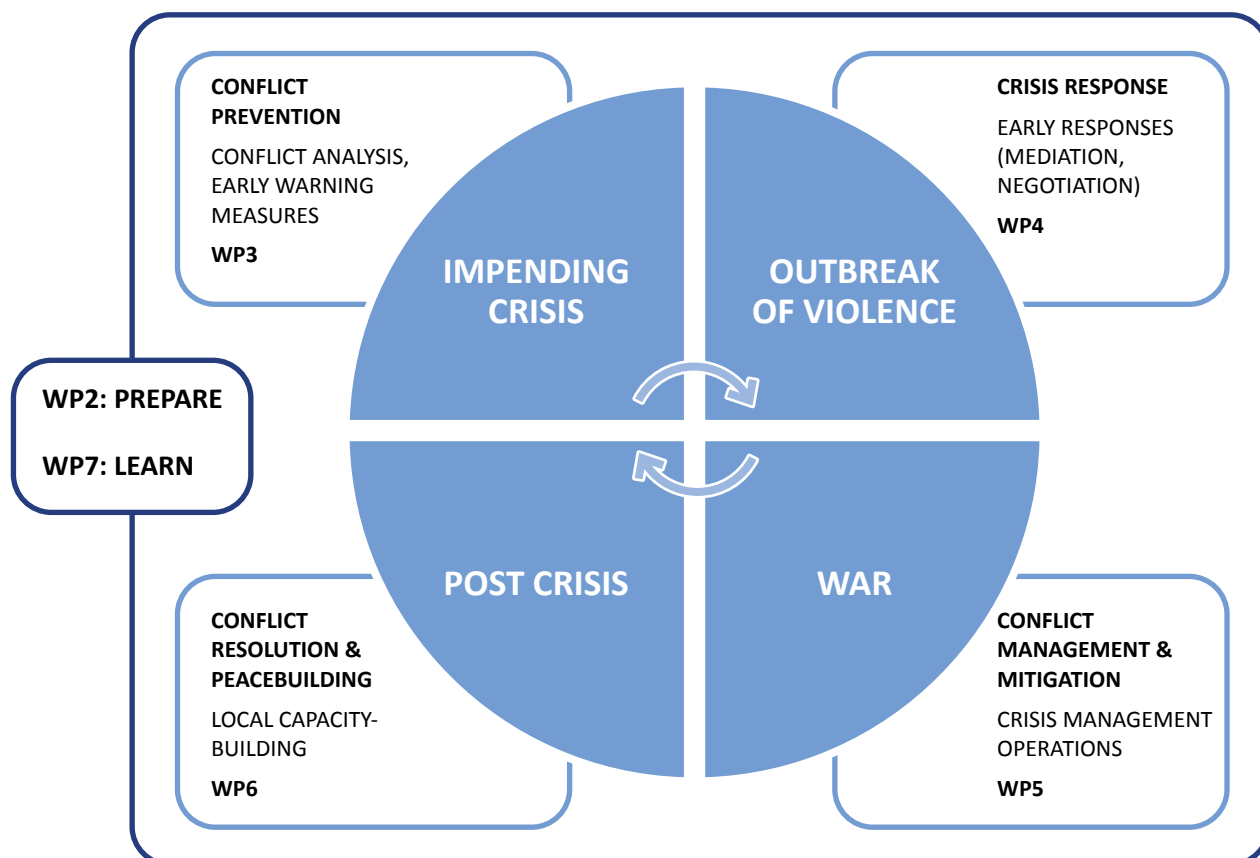 CONFLICT
PREVENTION
CONFLICT ANALYSIS,
EARLY WARNING
MEASURES
WP3
CRISIS RESPONSE
EARLY RESPONSES
(MEDIATION,
NEGOTIATION)
WP4
IMPENDING
CRISIS
OUTBREAK
OF VIOLENCE
WP2: PREPARE
WP7: LEARN
POST CRISIS
WAR
CONFLICT
RESOLUTION &
PEACEBUILDING
LOCAL CAPACITY-
BUILDING
WP6
CONFLICT
MANAGEMENT &
MITIGATION
CRISIS MANAGEMENT
OPERATIONS
WP5